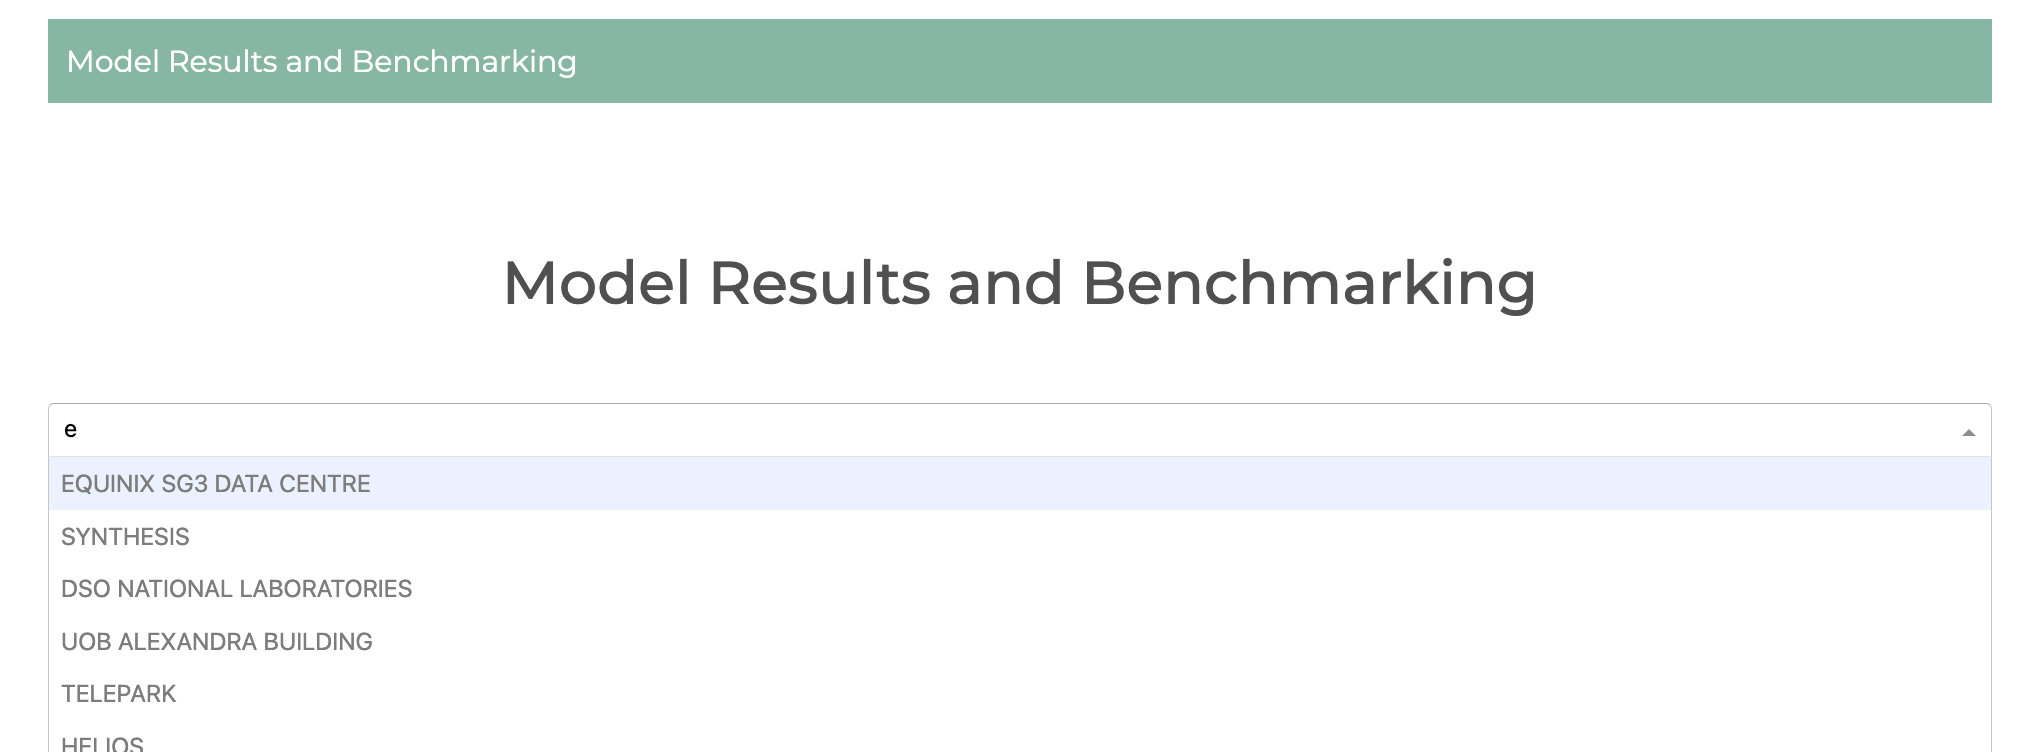 Model Results and Benchmarking
Model Results and Benchmarking
e
EQUINIX SG3 DATA CENTRE
SYNTHESIS
DSO NATIONAL LABORATORIES
UOB ALEXANDRA BUILDING
TELEPARK
HELIOS